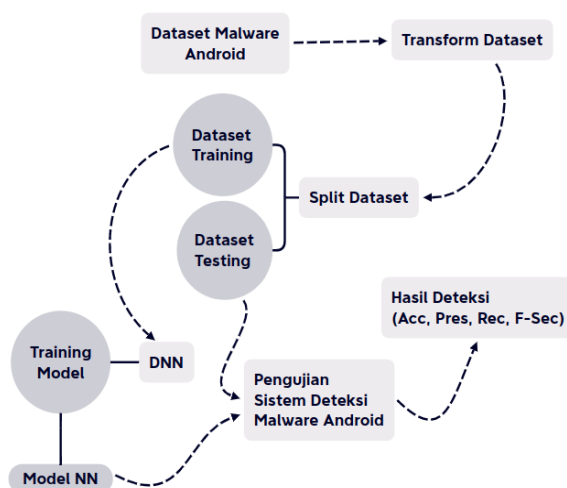 Dataset Malware
Android
Transform Dataset
Dataset
Training
Split Dataset
Dataset
Testing
Hasil Deteksi
(Acc, Pres, Rec, F-Sec)
Training
Model
DNN
Pengujian
Sistem Deteksi
Malware Android
Model NN